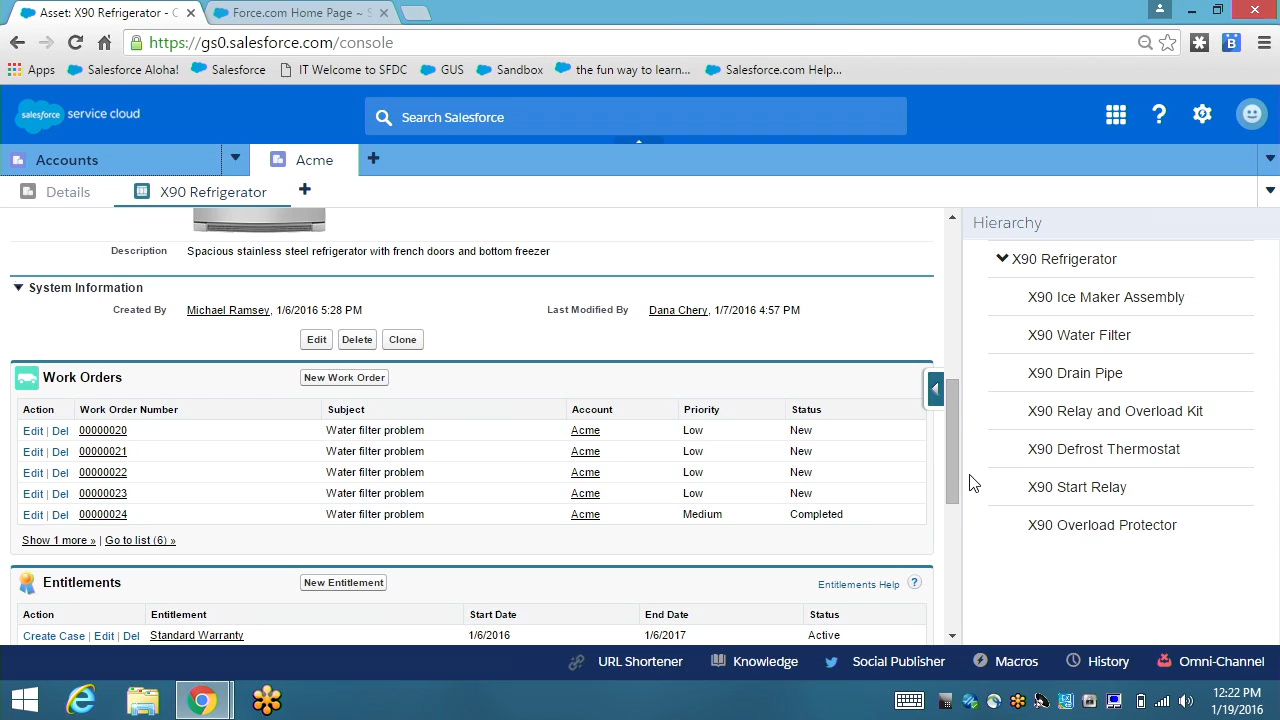 Asset: X90 Refrigerator - C
Force.com Home Page ~ S
https://gs0.salesforce.com/console
Apps Salesforce Aloha! Salesforce IT Welcome to SFDC GUS Sandbox the fun way to learn... Salesforce.com Help...
salesforce service cloud Search Salesforce
Accounts Acme
Details X90 Refrigerator
Hierarchy
Description Spacious stainless steel refrigerator with french doors and bottom freezer
System Information
Created By Michael Ramsey, 1/6/2016 5:28 PM Last Modified By Dana Chery, 1/7/2016 4:57 PM
Edit Delete Clone
Work Orders New Work Order
Action Work Order Number Subject Account Priority Status
Edit | Del 00000020 Water filter problem Acme Low New
Edit | Del 00000021 Water filter problem Acme Low New
Edit | Del 00000022 Water filter problem Acme Low New
Edit | Del 00000023 Water filter problem Acme Low New
Edit | Del 00000024 Water filter problem Acme Medium Completed
Show 1 more » | Go to list (6) »
Entitlements New Entitlement Entitlements Help ?
Action Entitlement Start Date End Date Status
Create Case | Edit | Del Standard Warranty 1/6/2016 1/6/2017 Active
X90 Refrigerator
X90 Ice Maker Assembly
X90 Water Filter
X90 Drain Pipe
X90 Relay and Overload Kit
X90 Defrost Thermostat
X90 Start Relay
X90 Overload Protector
URL Shortener Knowledge Social Publisher Macros History Omni-Channel
12:22 PM
1/19/2016